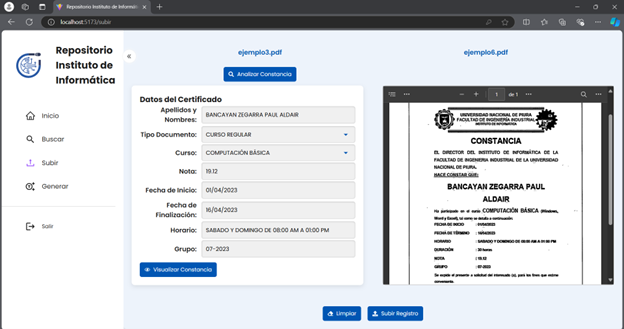 Repositorio Instituto de Informática
localhost:5173/subir
Repositorio
Instituto de
Informática
Inicio
Buscar
Subir
Generar
Salir
ejemplo3.pdf
Analizar Constancia
Datos del Certificado
Apellidos y
Nombres:
BANCAYAN ZEGARRA PAUL ALDAIR
Tipo Documento:
CURSO REGULAR
Curso:
COMPUTACIÓN BÁSICA
Nota:
19.12
Fecha de Inicio:
01/04/2023
Fecha de
Finalización:
16/04/2023
Horario:
SABADO Y DOMINGO DE 08:00 AM A 01:00 PM
Grupo:
07-2023
Visualizar Constancia
ejemplo6.pdf
1 de 1
UNIVERSIDAD NACIONAL DE PIURA
FACULTAD DE INGENIERÍA INDUSTRIAL
INSTITUTO DE INFORMÁTICA
CONSTANCIA
EL DIRECTOR DEL INSTITUTO DE INFORMÁTICA DE LA
FACULTAD DE INGENIERIA INDUSTRIAL DE LA UNIVERSIDAD
NACIONAL DE PIURA.
HACE CONSTAR QUE:
BANCAYAN ZEGARRA PAUL
ALDAIR
Ha participado en el curso COMPUTACIÓN BÁSICA (Windows,
Word y Excel), tal como se detalla a continuación:
FECHA DE INICIO : 01/04/2023
FECHA DE TÉRMINO : 16/04/2023
HORARIO : SABADO Y DOMINGO DE 08:00 AM A 01:00 PM
DURACIÓN : 30 horas
NOTA : 19.12
GRUPO : 07-2023
Se expide el presente a solicitud del interesado (a), para los fines que estime
conveniente.
Limpiar
Subir Registro